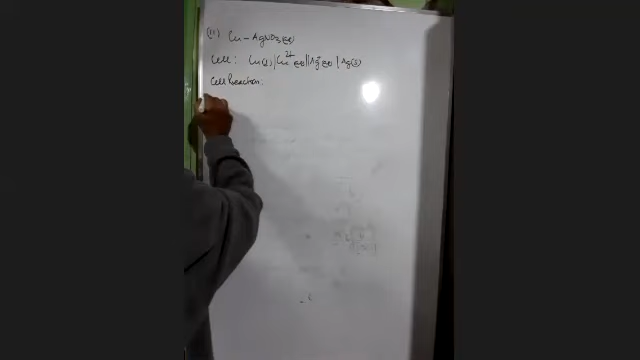 (ii) Cu - AgNO3(aq)
Cell: Cu(s)|Cu2+(aq)||Ag+(aq)|Ag(s)
Cell Reaction: